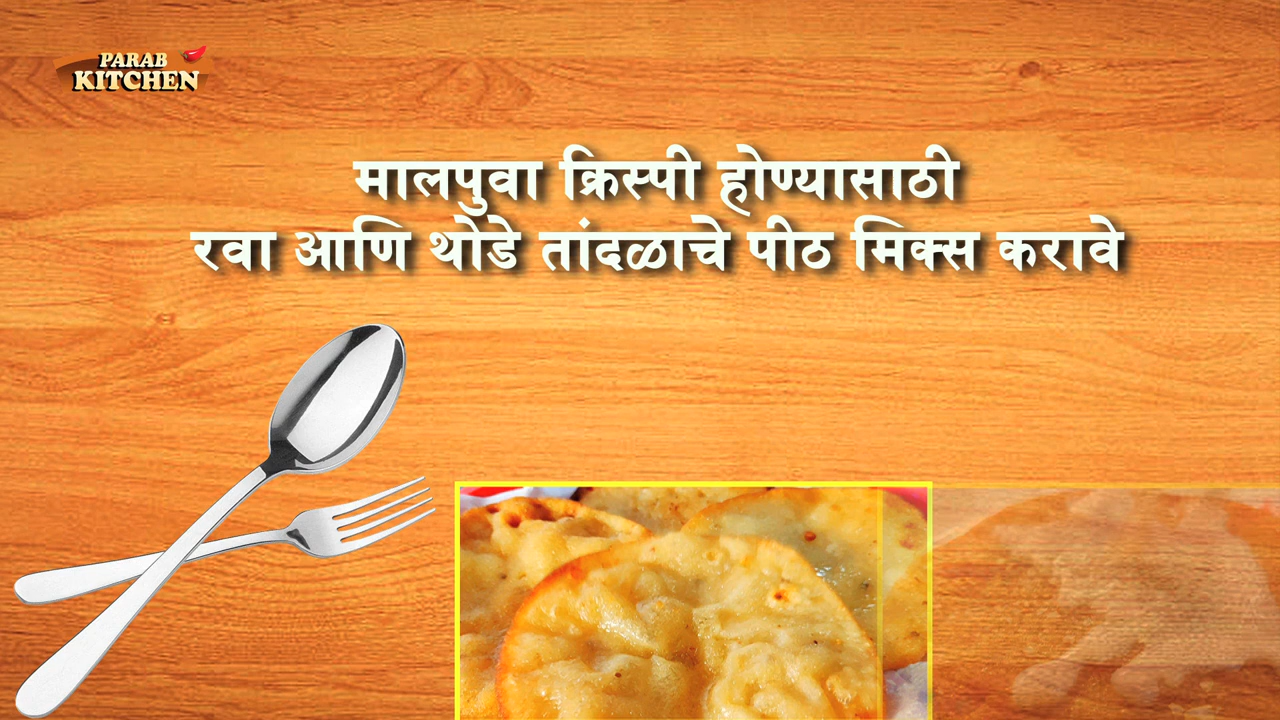 PARAB
KITCHEN
मालपुवा क्रिस्पी होण्यासाठी
रवा आणि थोडे तांदळाचे पीठ मिक्स करावे